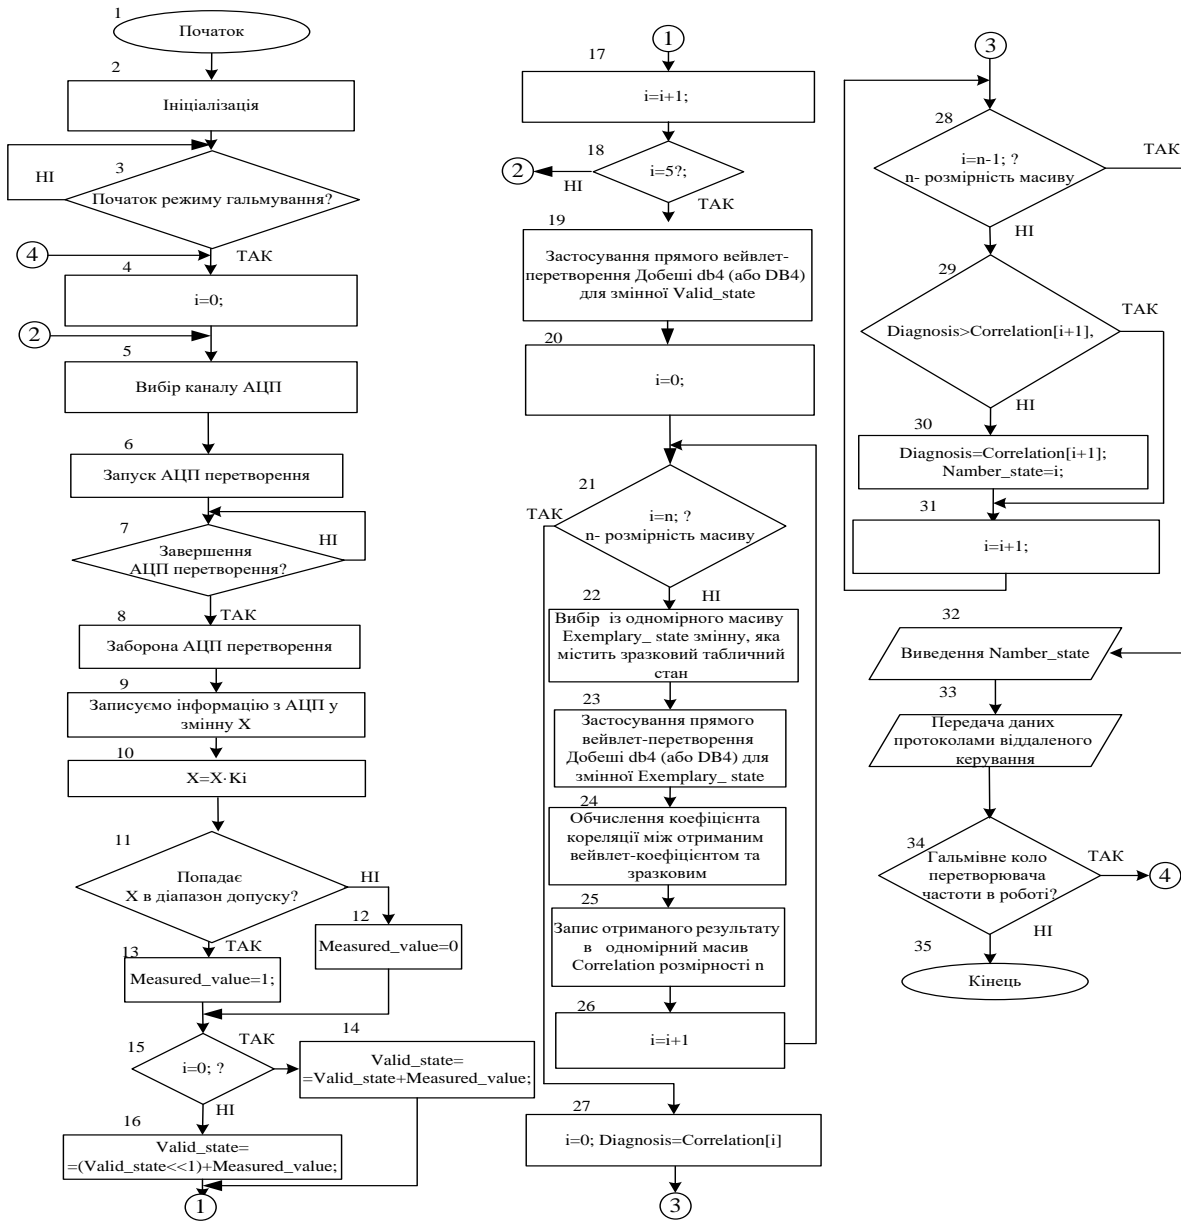 1
Початок
2
Ініціалізація
3
НІ
Початок режиму гальмування?
ТАК
4
4
i=0;
2
5
Вибір каналу АЦП
6
Запуск АЦП перетворення
7
НІ
Завершення
АЦП перетворення?
ТАК
8
Заборона АЦП перетворення
9
Записуємо інформацію з АЦП у
змінну X
10
X=X·Ki
11
Попадає
X в діапазон допуску?
НІ
12
Measured_value=0
ТАК
13
Measured_value=1;
14
ТАК
15
i=0; ?
Valid_state=
=Valid_state+Measured_value;
НІ
16
Valid_state=
=(Valid_state<<1)+Measured_value;
1
1
17
i=i+1;
18
2
НІ
i=5?;
ТАК
19
Застосування прямого вейвлет-
перетворення Добеші db4 (або DB4)
для змінної Valid_state
20
i=0;
21
ТАК
i=n; ?
n- розмірність масиву
НІ
22
Вибір із одномірного масиву
Exemplary_ state змінну, яка
містить зразковий табличний
стан
23
Застосування прямого
вейвлет-перетворення
Добеші db4 (або DB4) для
змінної Exemplary_ state
24
Обчислення коефіцієнта
кореляції між отриманим
вейвлет-коефіцієнтом та
зразковим
25
Запис отриманого результату
в одномірний масив
Correlation розмірності n
26
i=i+1
27
i=0; Diagnosis=Correlation[i]
3
3
28
ТАК
i=n-1; ?
n- розмірність масиву
НІ
29
ТАК
Diagnosis>Correlation[i+1],
НІ
30
Diagnosis=Correlation[i+1];
Namber_state=i;
31
i=i+1;
32
Виведення Namber_state
33
Передача даних
протоколами віддаленого
керування
34
Гальмівне коло
перетворювача
частоти в роботі?
ТАК
4
НІ
35
Кінець